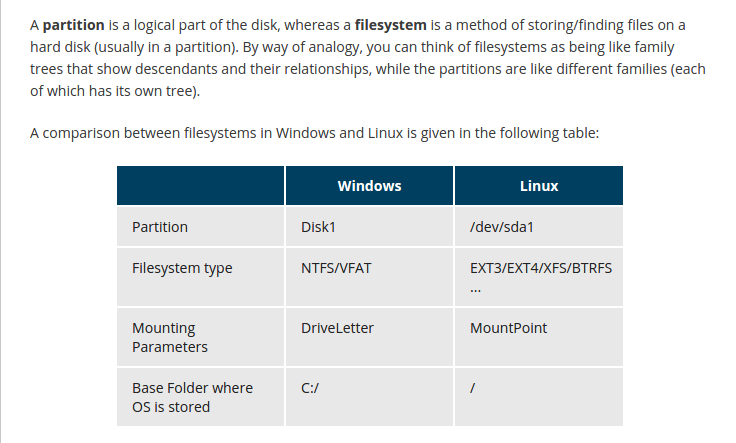 A partition is a logical part of the disk, whereas a filesystem is a method of storing/finding files on a
hard disk (usually in a partition). By way of analogy, you can think of filesystems as being like family
trees that show descendants and their relationships, while the partitions are like different families (each
of which has its own tree).
A comparison between filesystems in Windows and Linux is given in the following table:
Windows Linux
Partition Disk1 /dev/sda1
Filesystem type NTFS/VFAT EXT3/EXT4/XFS/BTRFS
...
Mounting DriveLetter MountPoint
Parameters
Base Folder where C:/ /
OS is stored